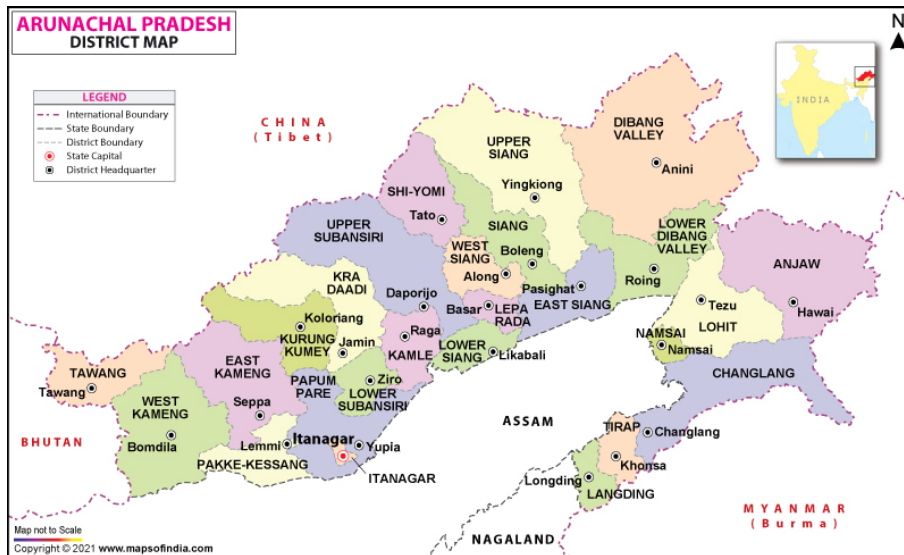 ARUNACHAL PRADESH
DISTRICT MAP
LEGEND
International Boundary
State Boundary
District Boundary
State Capital
District Headquarter
N
INDIA
CHINA
(Tibet)
DIBANG
VALLEY
Anini
UPPER
SIANG
Yingkiong
SHI-YOMI
Tato
UPPER
SUBANSIRI
SIANG
Boleng
WEST
SIANG
Along
LOWER
DIBANG
VALLEY
Roing
ANJAW
Hawai
KRA
DAADI
Daporijo
Pasighat
EAST SIANG
Tezu
LOHIT
Basar
LEPA
RADA
Koloriang
KURUNG
KUMEY
Jamin
Raga
KAMLE
LOWER
SIANG
Likabali
NAMSAI
Namsai
CHANGLANG
TAWANG
Tawang
EAST
KAMENG
Seppa
PAPUM
PARE
Ziro
LOWER
SUBANSIRI
WEST
KAMENG
Bomdila
BHUTAN
Lemmi
Itanagar
Yupia
PAKKE-KESSANG
ITANAGAR
ASSAM
TIRAP
Changlang
Khonsa
Longding
LANGDING
NAGALAND
MYANMAR
(Burma)
Map not to Scale
Copyright © 2021 www.mapsofindia.com